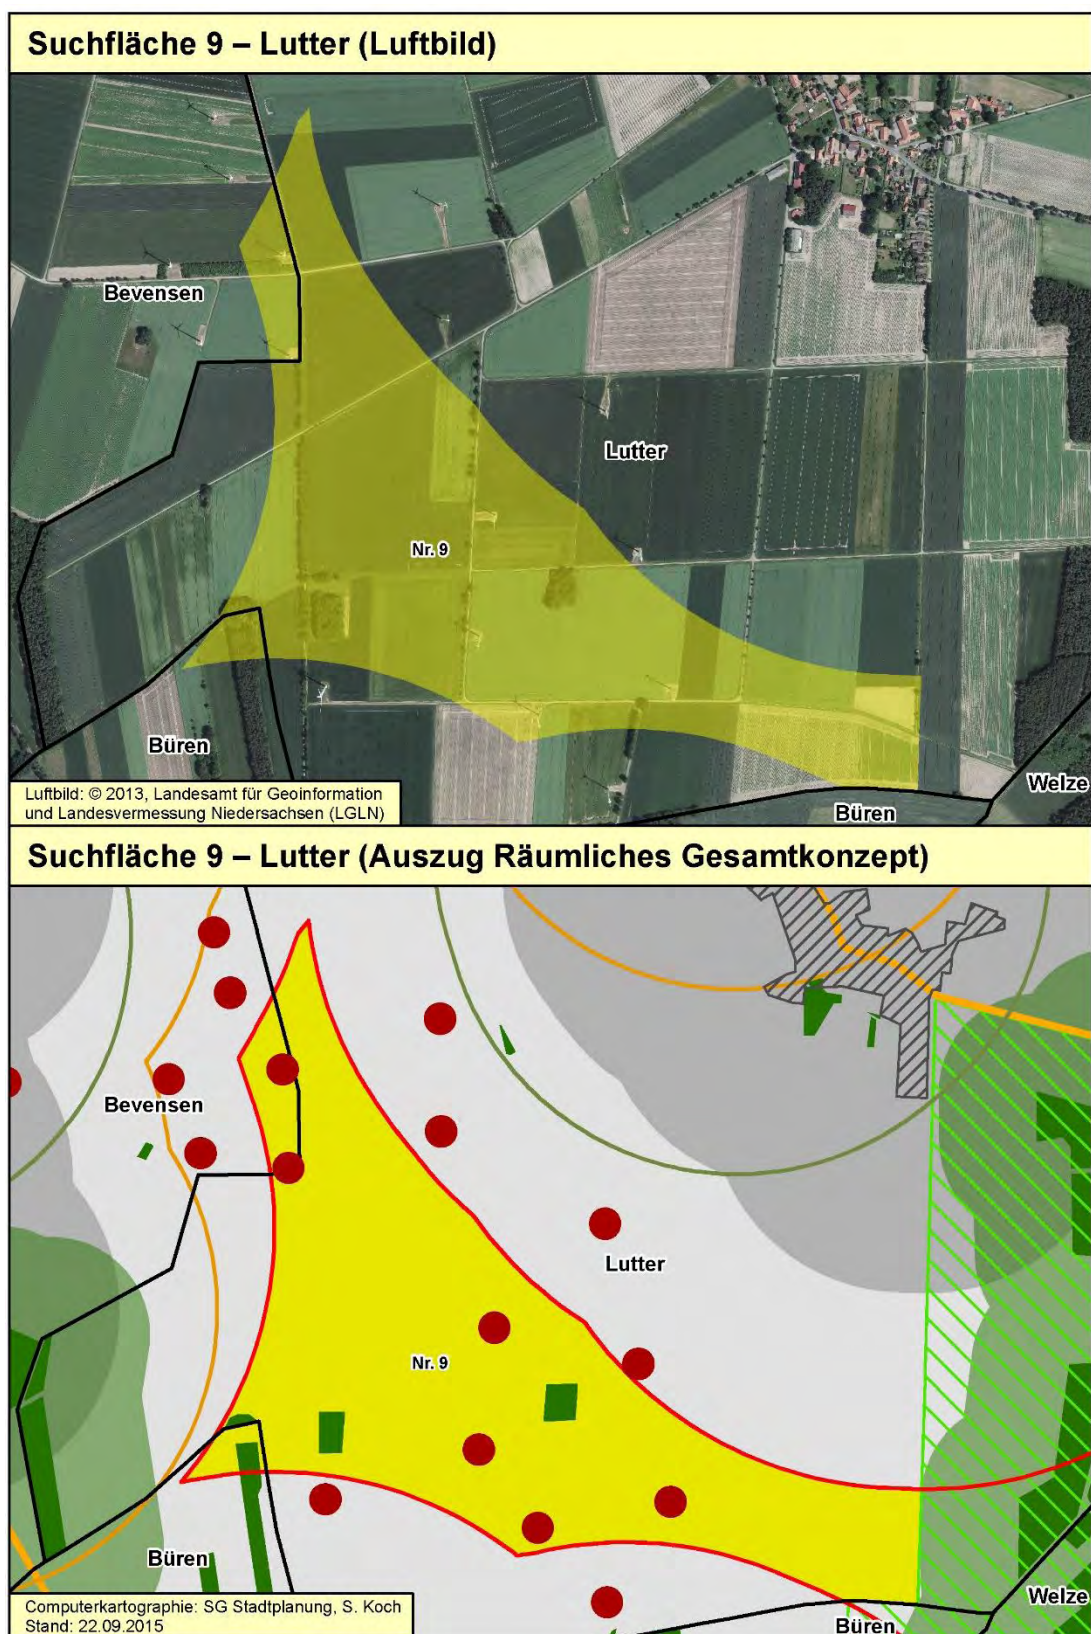 Suchfläche 9 – Lutter (Luftbild)
Bevensen
Lutter
Nr. 9
Büren
Welze
Büren
Luftbild: © 2013, Landesamt für Geoinformation
und Landesvermessung Niedersachsen (LGLN)
Suchfläche 9 – Lutter (Auszug Räumliches Gesamtkonzept)
Bevensen
Lutter
Nr. 9
Büren
Welze
Büren
Computerkartographie: SG Stadtplanung, S. Koch
Stand: 22.09.2015